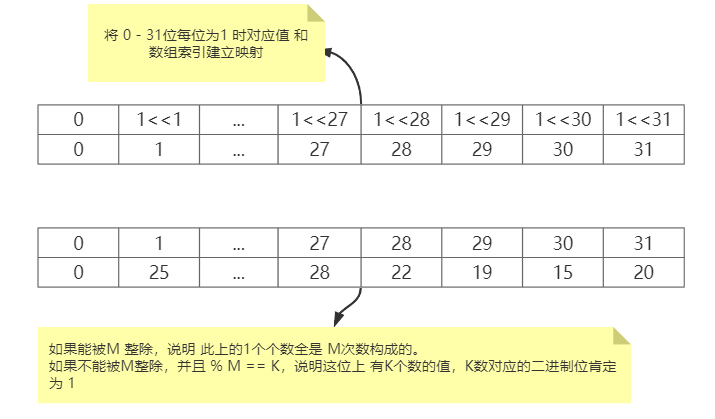 将 0 - 31位每位为1 时对应值 和
数组索引建立映射
0 1<<1 ... 1<<27 1<<28 1<<29 1<<30 1<<31
0 1 ... 27 28 29 30 31
0 1 ... 27 28 29 30 31
0 25 ... 28 22 19 15 20
如果能被M 整除，说明 此上的1个个数全是 M次数构成的。
如果不能被M整除，并且 % M == K，说明这位上 有K个数的值，K数对应的二进制位肯定
为 1